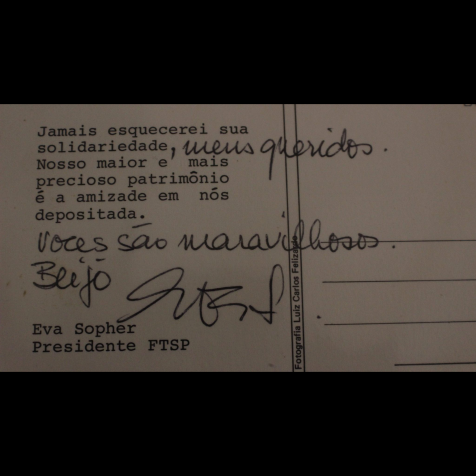 Jamais esquecerei sua
solidariedade, meus queridos.
Nosso maior e mais
precioso patrimônio
é a amizade em nós
depositada.
Voces são maravilhosos.
Beijo
Eva Sopher
Presidente FTSP
Fotografia Luiz Carlos Felizardo